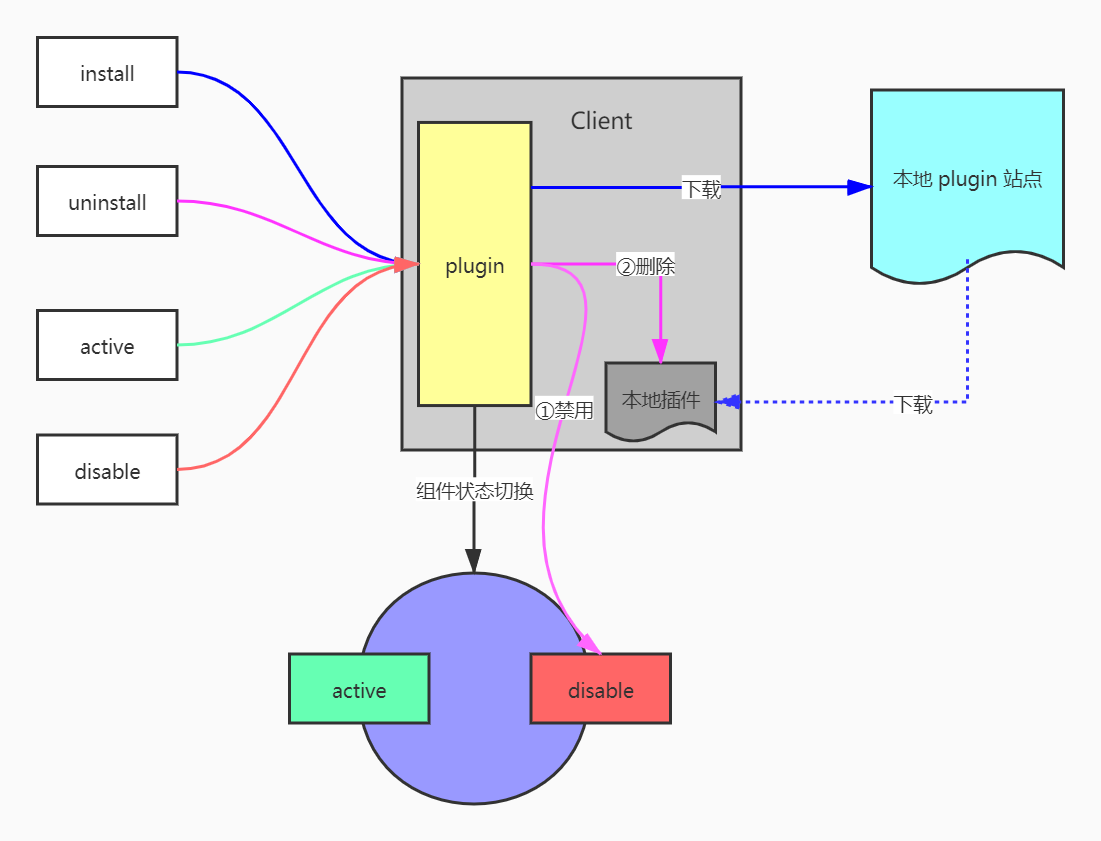 install
Client
本地 plugin 站点
下载
uninstall
plugin
②删除
active
本地插件
下载
①禁用
disable
组件状态切换
active
disable